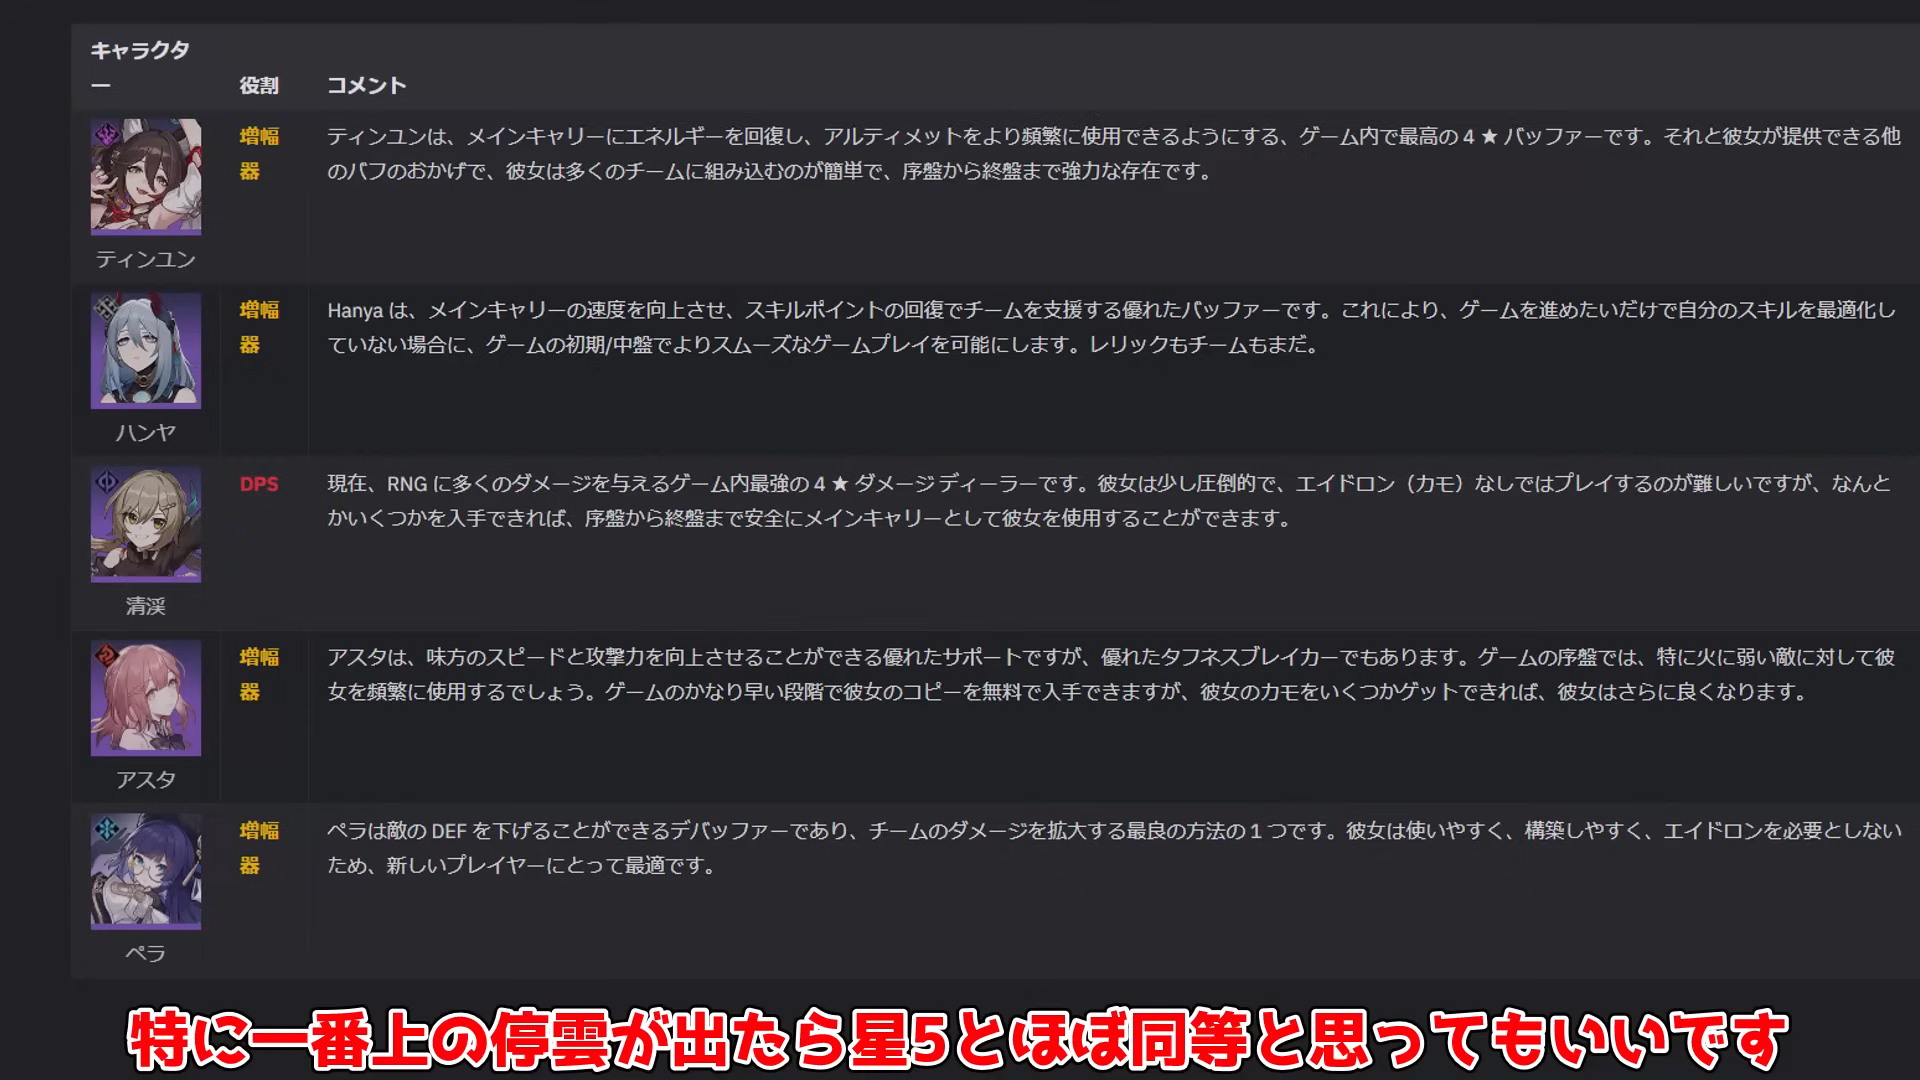 キャラクタ
ー
役割
コメント
増幅
器
ティンユンは、メインキャリーにエネルギーを回復し、アルティメットをより頻繁に使用できるようにする、ゲーム内で最高の 4 ★ バッファーです。それと彼女が提供できる他
のバフのおかげで、彼女は多くのチームに組み込むのが簡単で、序盤から終盤まで強力な存在です。
ティンユン
増幅
器
Hanya は、メインキャリーの速度を向上させ、スキルポイントの回復でチームを支援する優れたバッファーです。これにより、ゲームを進めたいだけで自分のスキルを最適化し
ていない場合に、ゲームの初期/中盤でよりスムーズなゲームプレイを可能にします。レリックもチームもまだ。
ハンヤ
DPS
現在、RNG に多くのダメージを与えるゲーム内最強の 4 ★ ダメージ ディーラーです。彼女は少し圧倒的で、エイドロン（カモ）なしではプレイするのが難しいですが、なんと
かいくつかを入手できれば、序盤から終盤まで安全にメインキャリーとして彼女を使用することができます。
清渓
増幅
器
アスタは、味方のスピードと攻撃力を向上させることができる優れたサポートですが、優れたタフネスブレイカーでもあります。ゲームの序盤では、特に火に弱い敵に対して彼
女を頻繁に使用するでしょう。ゲームのかなり早い段階で彼女のコピーを無料で入手できますが、彼女のカモをいくつかゲットできれば、彼女はさらに良くなります。
アスタ
増幅
器
ペラは敵の DEF を下げることができるデバッファーであり、チームのダメージを拡大する最良の方法の 1 つです。彼女は使いやすく、構築しやすく、エイドロンを必要としない
ため、新しいプレイヤーにとって最適です。
ペラ
特に一番上の停雲が出たら星5とほぼ同等と思ってもいいです